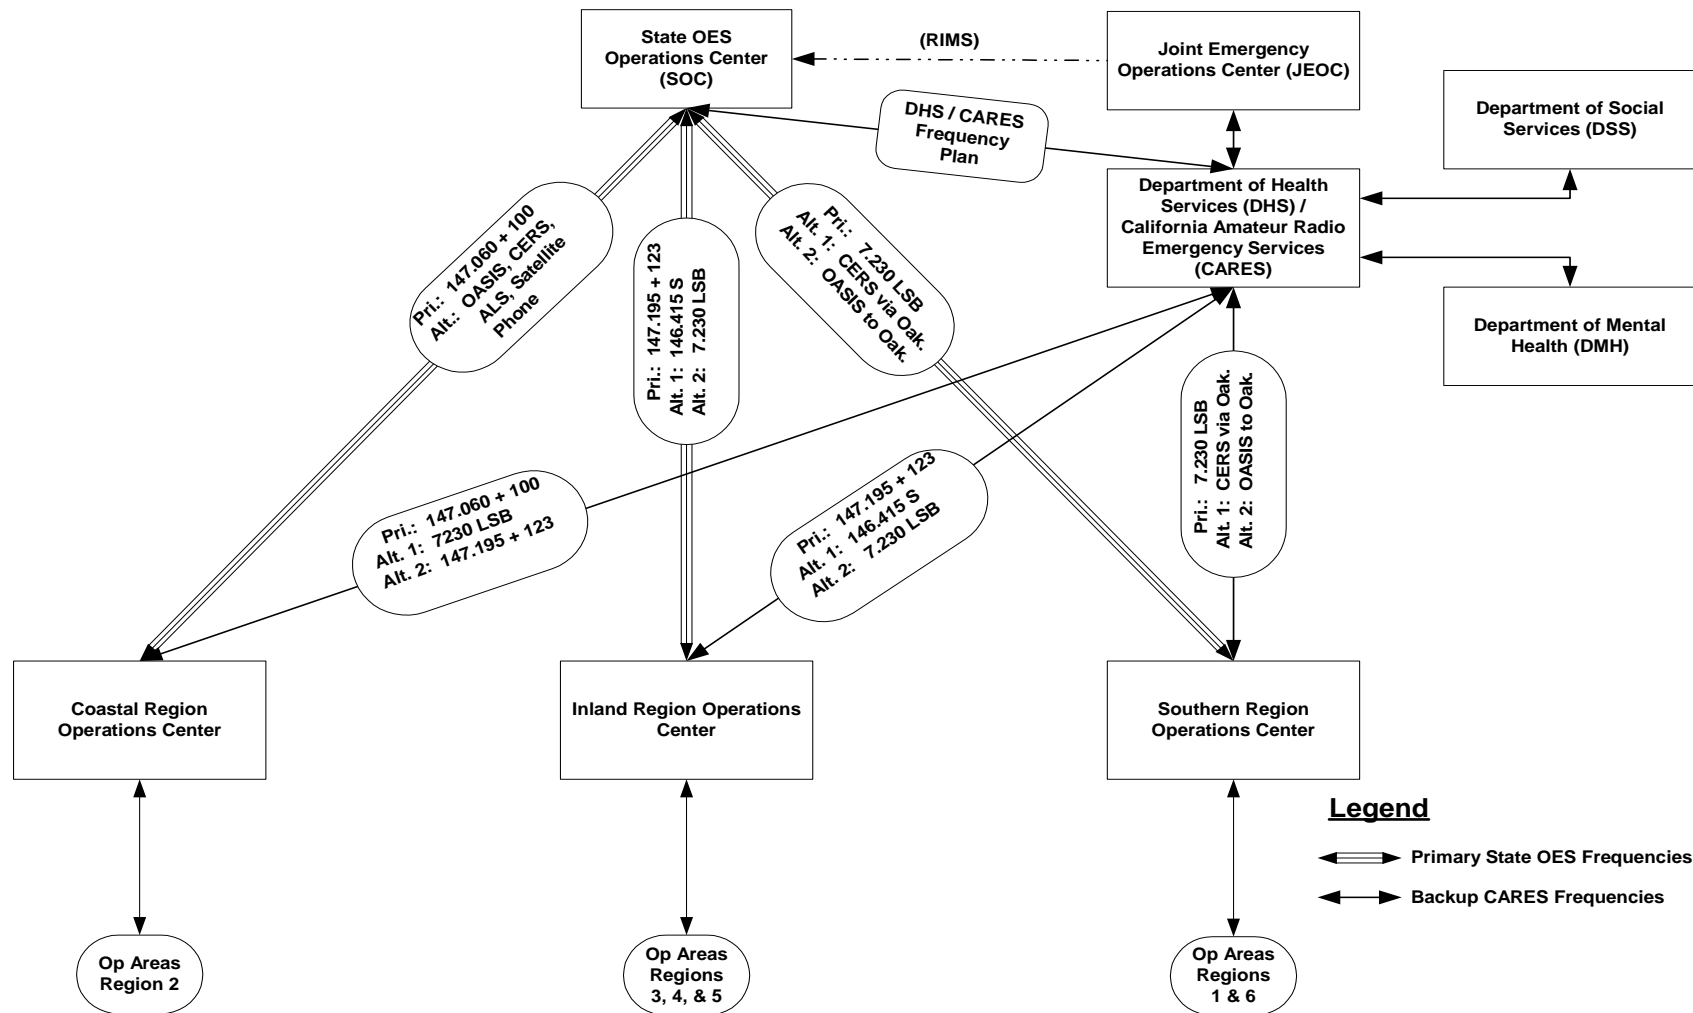 State OES
Operations Center
(SOC)
(RIMS)
Joint Emergency
Operations Center (JEOC)
Department of Social
Services (DSS)
DHS / CARES
Frequency
Plan
Department of Health
Services (DHS) /
California Amateur Radio
Emergency Services
(CARES)
Department of Mental
Health (DMH)
Pri.: 147.060 + 100
Alt.: OASIS, CERS,
ALS, Satellite
Phone
Pri.: 147.195 + 123
Alt. 1: 146.415 S
Alt. 2: 7.230 LSB
Pri.: 7.230 LSB
Alt. 1: CERS via Oak.
Alt. 2: OASIS to Oak.
Pri.: 147.060 + 100
Alt. 1: 7230 LSB
Alt. 2: 147.195 + 123
Pri.: 147.195 + 123
Alt. 1: 146.415 S
Alt. 2: 7.230 LSB
Pri.: 7.230 LSB
Alt. 1: CERS via Oak.
Alt. 2: OASIS to Oak.
Coastal Region
Operations Center
Inland Region Operations
Center
Southern Region
Operations Center
Legend
Primary State OES Frequencies
Backup CARES Frequencies
Op Areas
Region 2
Op Areas
Regions
3, 4, & 5
Op Areas
Regions
1 & 6